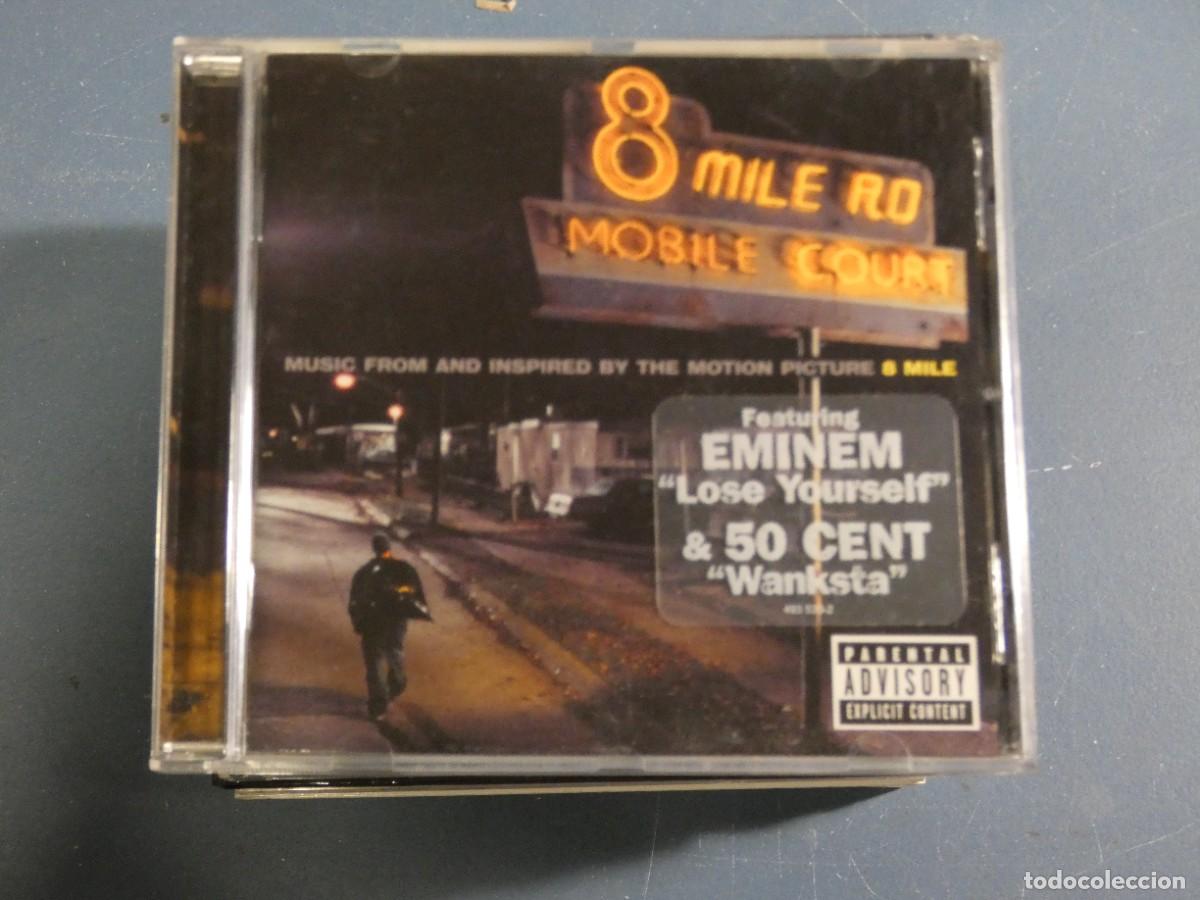 8 MILE RD
MOBILE COURT
MUSIC FROM AND INSPIRED BY THE MOTION PICTURE 8 MILE
Featuring
EMINEM
"Lose Yourself"
& 50 CENT
"Wanksta"
PARENTAL
ADVISORY
EXPLICIT CONTENT
todocoleccion